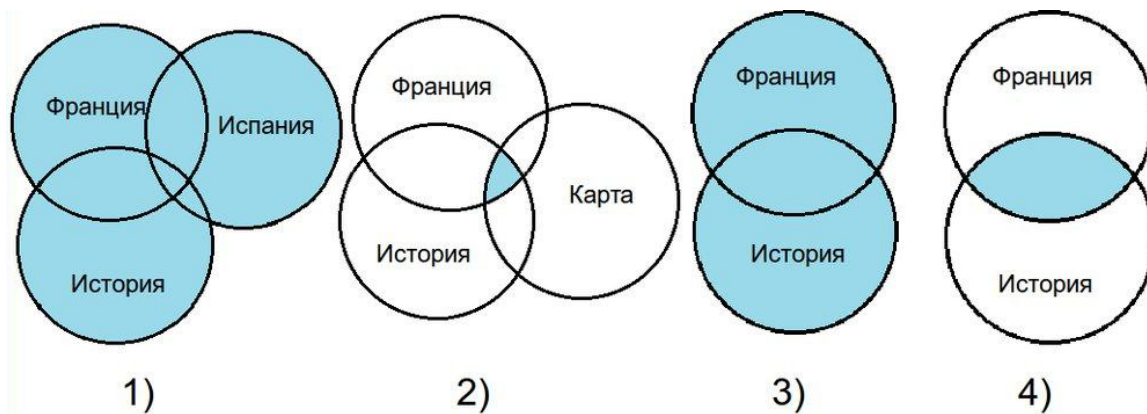 Франция
Испания
История
1)
Франция
Карта
История
2)
Франция
История
3)
Франция
История
4)